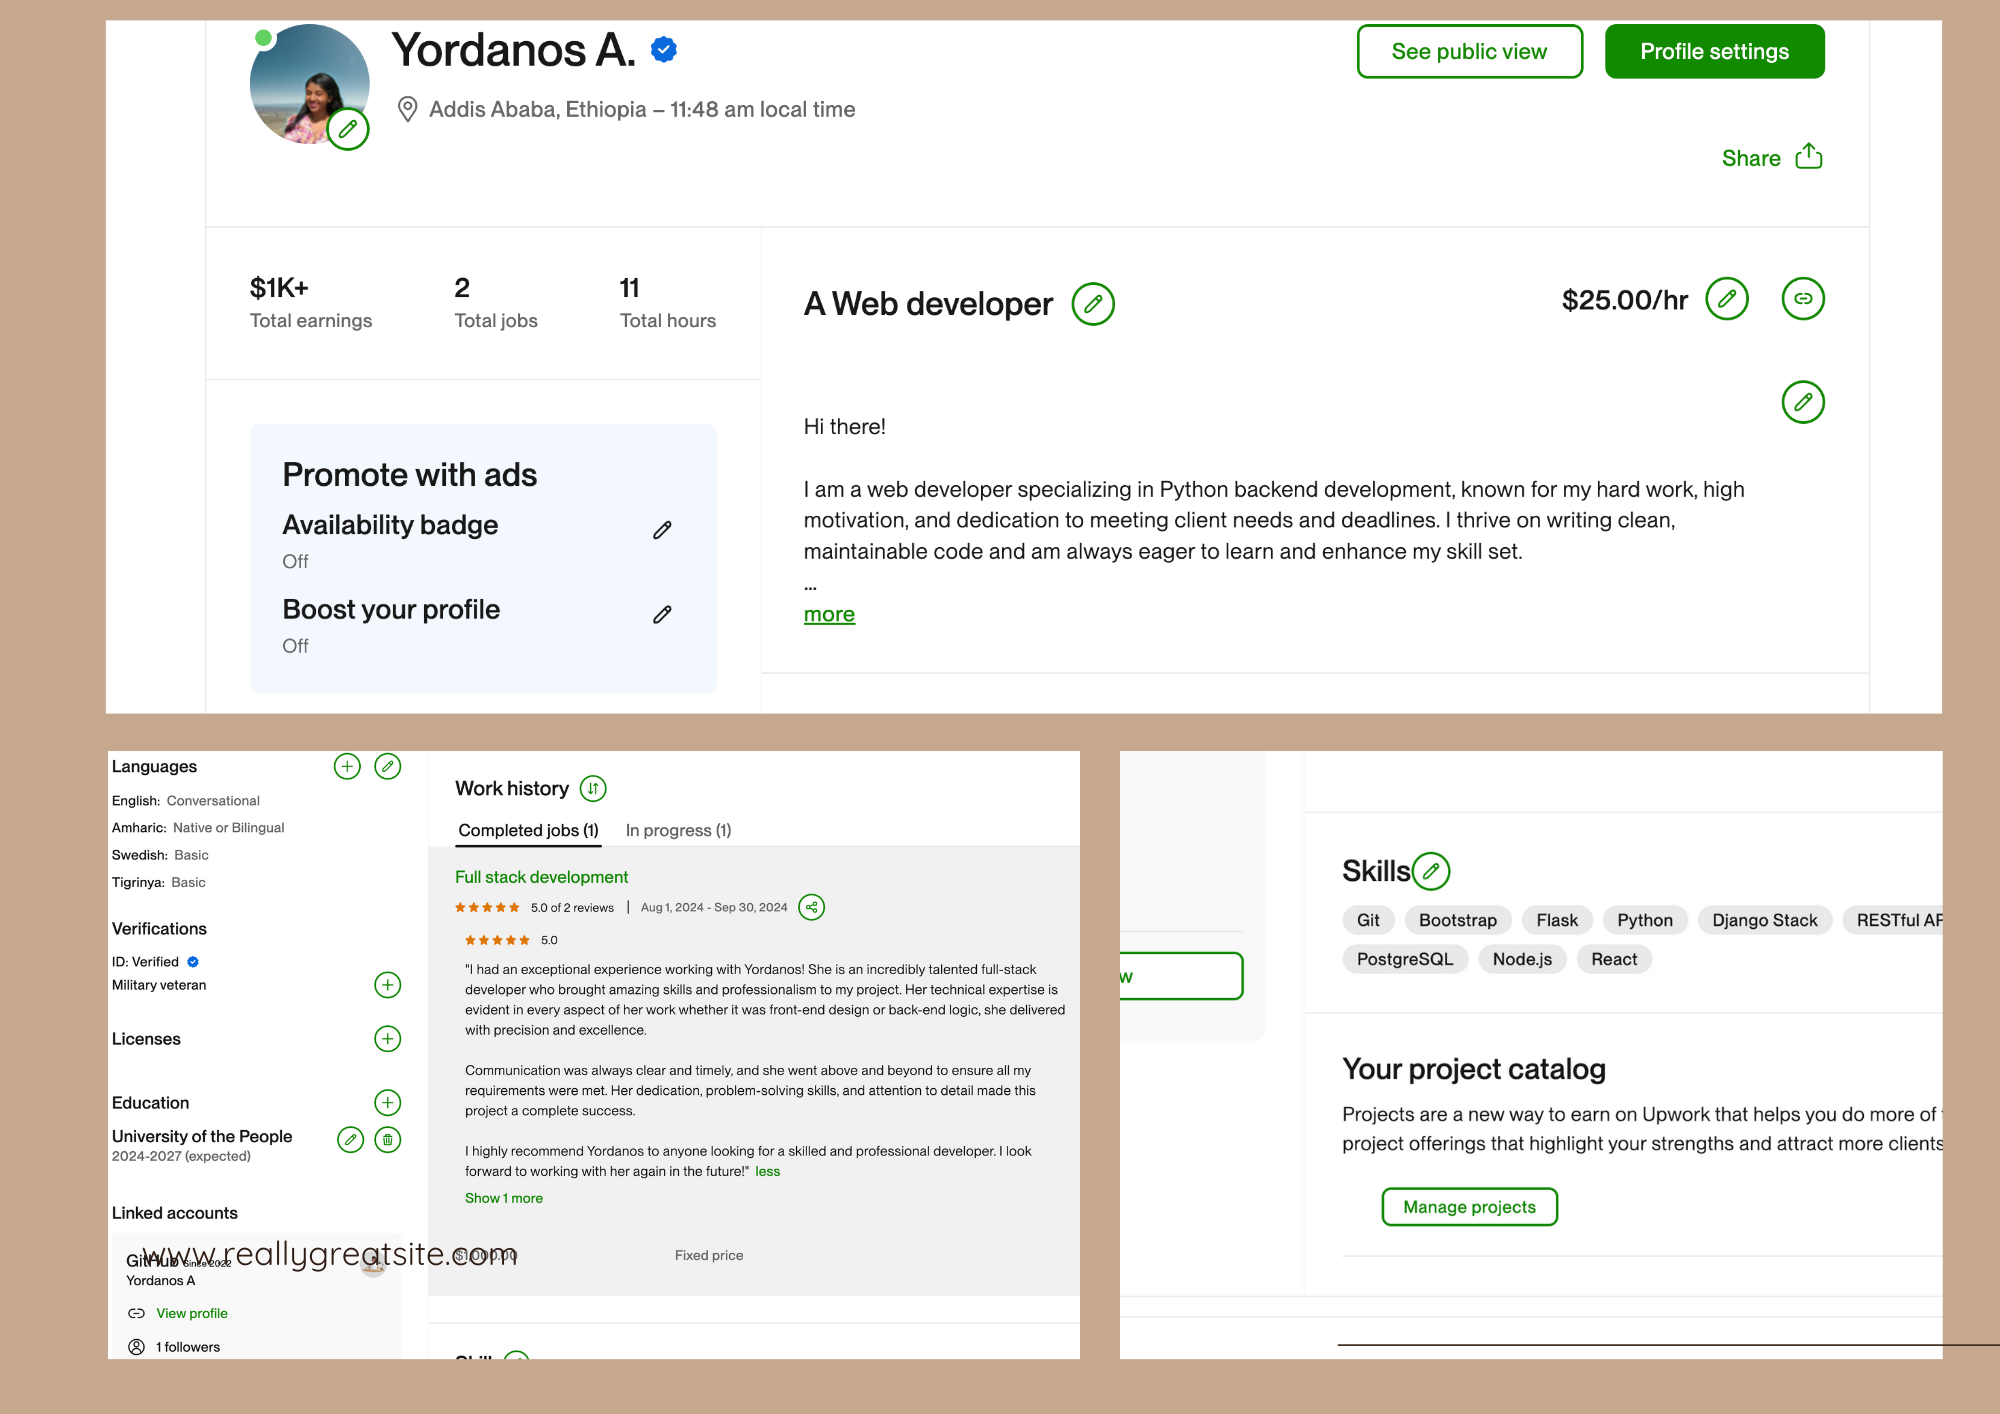 Yordanos A.
Addis Ababa, Ethiopia – 11:48 am local time
See public view
Profile settings
Share
$1K+
Total earnings
2
Total jobs
11
Total hours
A Web developer
$25.00/hr
Promote with ads
Availability badge
Off
Boost your profile
Off
Hi there!
I am a web developer specializing in Python backend development, known for my hard work, high
motivation, and dedication to meeting client needs and deadlines. I thrive on writing clean,
maintainable code and am always eager to learn and enhance my skill set.
...
more
Languages
English: Conversational
Amharic: Native or Bilingual
Swedish: Basic
Tigrinya: Basic
Verifications
ID: Verified
Military veteran
Licenses
Education
University of the People
2024-2027 (expected)
Linked accounts
GitHub Since 2022
www.reallygreatsite.com
Yordanos A
View profile
1 followers
Work history
Completed jobs (1)
In progress (1)
Full stack development
5.0 of 2 reviews | Aug 1, 2024 - Sep 30, 2024
5.0
"I had an exceptional experience working with Yordanos! She is an incredibly talented full-stack
developer who brought amazing skills and professionalism to my project. Her technical expertise is
evident in every aspect of her work whether it was front-end design or back-end logic, she delivered
with precision and excellence.
Communication was always clear and timely, and she went above and beyond to ensure all my
requirements were met. Her dedication, problem-solving skills, and attention to detail made this
project a complete success.
I highly recommend Yordanos to anyone looking for a skilled and professional developer. I look
forward to working with her again in the future!" less
Show 1 more
$1,000.00
Fixed price
w
Skills
Git
Bootstrap
Flask
Python
Django Stack
RESTful AP
PostgreSQL
Node.js
React
Your project catalog
Projects are a new way to earn on Upwork that helps you do more of
project offerings that highlight your strengths and attract more clients
Manage projects